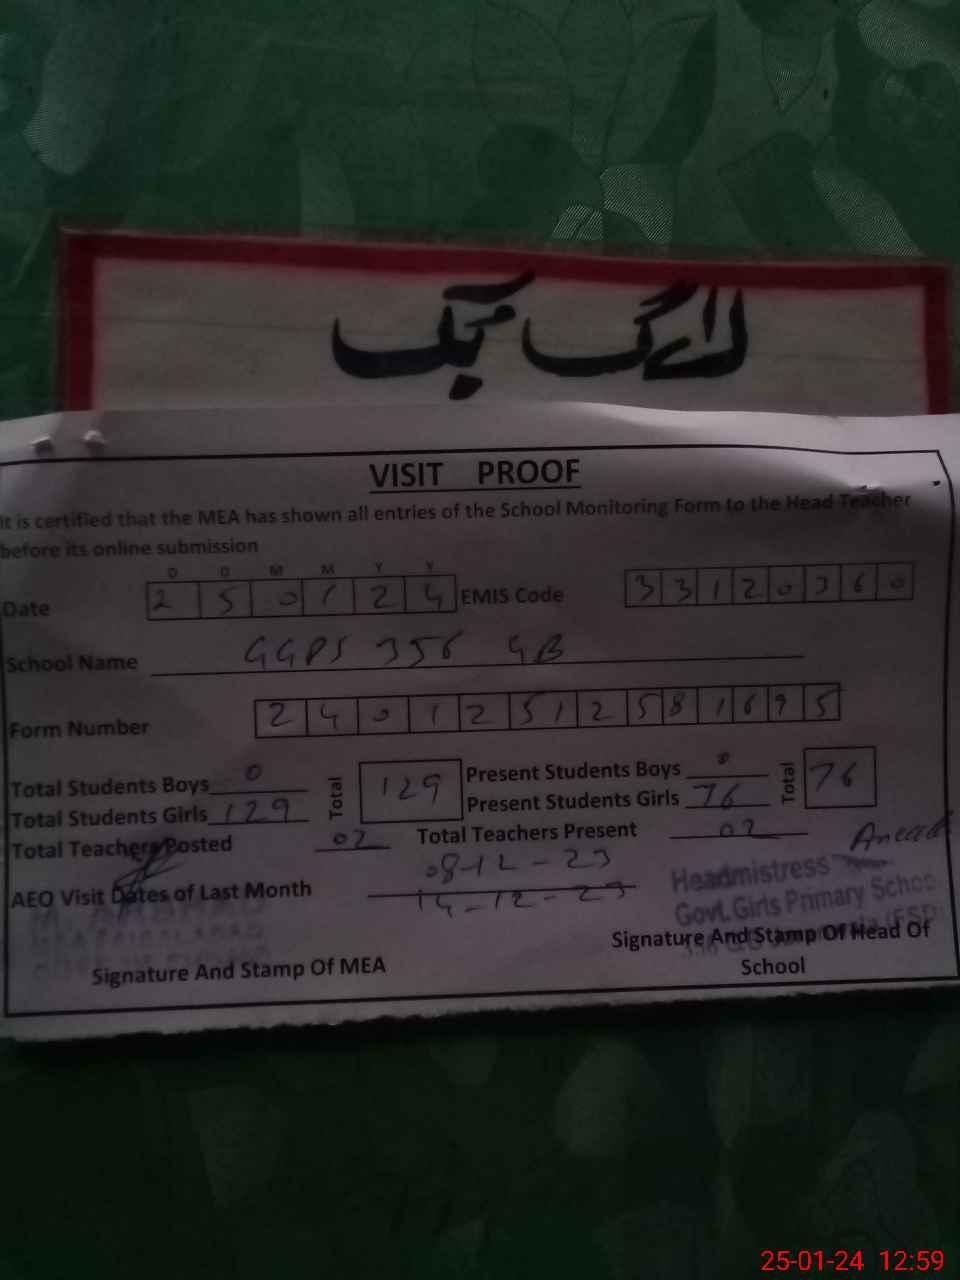 لاگ بک
VISIT PROOF
It is certified that the MEA has shown all entries of the School Monitoring Form to the Head Teacher
before its online submission
D D M M Y Y
Date 2 5 0 1 2 4 EMIS Code 3 3 1 2 0 3 6 0
School Name GGPS 356 GB
Form Number 2 4 0 1 2 5 1 2 5 8 1 6 9 5
Total Students Boys 0 Total 129 Present Students Boys 0 Total 76
Total Students Girls 129 Present Students Girls 76
Total Teachers Posted 02 Total Teachers Present 02
AEO Visit Dates of Last Month 08-12-23
14-12-23
Headmistress
Govt. Girls Primary School
Signature And Stamp Of MEA
Signature And Stamp Of Head Of
School
25-01-24 12:59